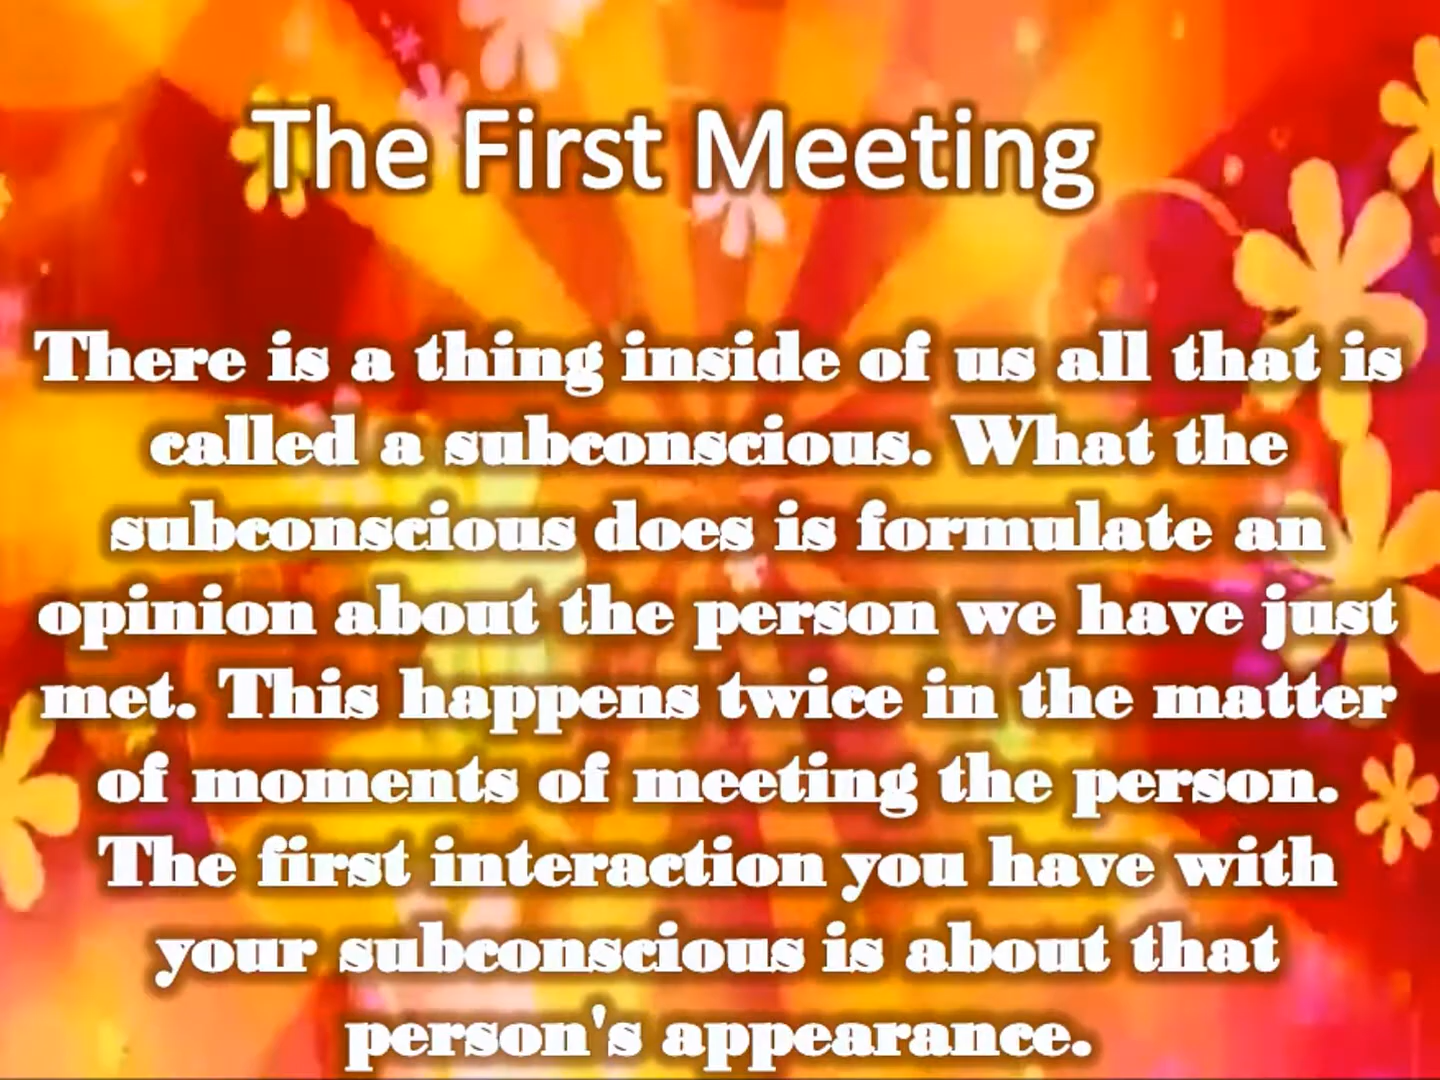 The First Meeting
There is a thing inside of us all that is
called a subconscious. What the
subconscious does is formulate an
opinion about the person we have just
met. This happens twice in the matter
of moments of meeting the person.
The first interaction you have with
your subconscious is about that
person's appearance.